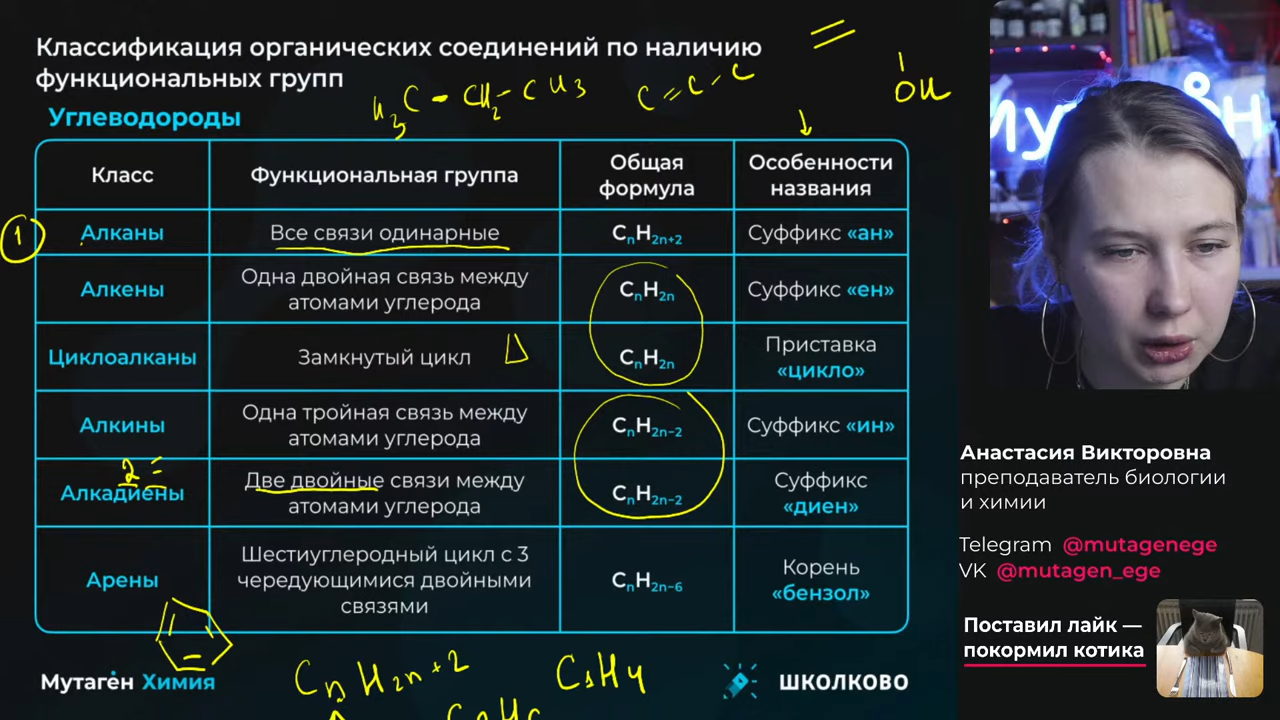 Классификация органических соединений по наличию
функциональных групп
=
OH
H3C - CH2 - CH3
C = C - C
Углеводороды
Класс
Функциональная группа
Общая
формула
Особенности
названия
1
Алканы
Все связи одинарные
CnH2n+2
Суффикс «ан»
Алкены
Одна двойная связь между
атомами углерода
CnH2n
Суффикс «ен»
Циклоалканы
Замкнутый цикл
CnH2n
Приставка
«цикло»
Алкины
Одна тройная связь между
атомами углерода
CnH2n-2
Суффикс «ин»
2 =
Алкадиены
Две двойные связи между
атомами углерода
CnH2n-2
Суффикс
«диен»
Арены
Шестиуглеродный цикл с 3
чередующимися двойными
связями
CnH2n-6
Корень
«бензол»
CnH2n+2
Мутаген Химия
ШКОЛКОВО
Анастасия Викторовна
преподаватель биологии
и химии
Telegram @mutagenege
VK @mutagen_ege
Поставил лайк —
покормил котика